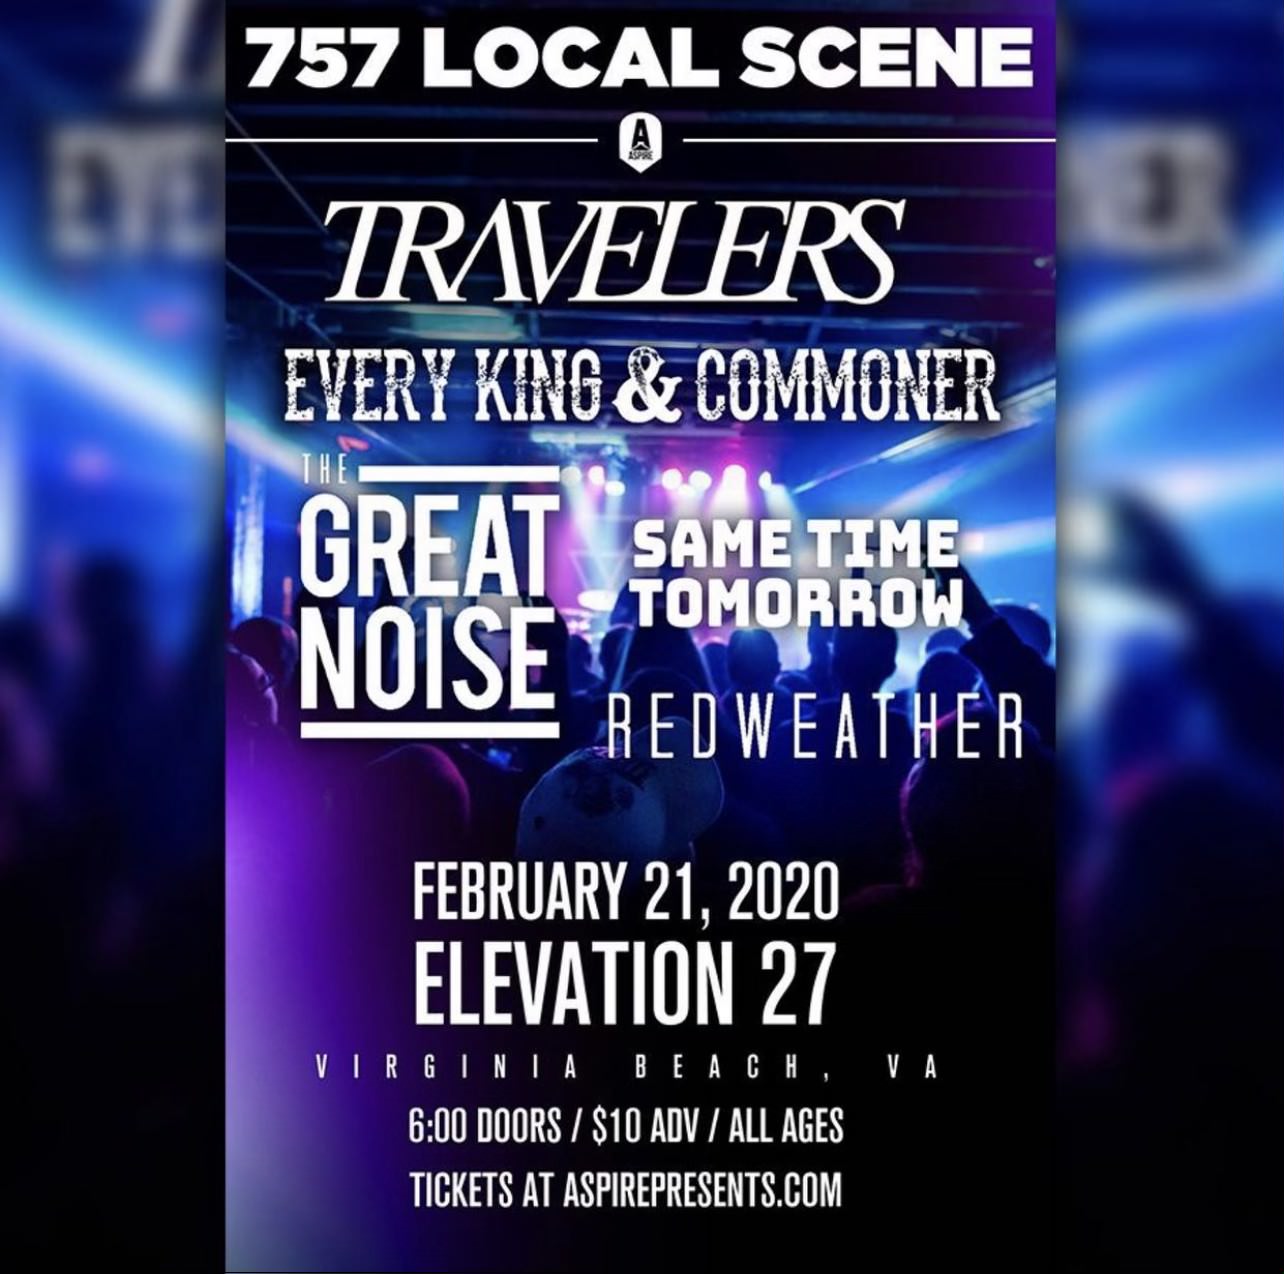 757 LOCAL SCENE
A
ASPIRE
TRAVELERS
EVERY KING & COMMONER
THE
GREAT
NOISE
SAME TIME
TOMORROW
REDWEATHER
FEBRUARY 21, 2020
ELEVATION 27
VIRGINIA BEACH, VA
6:00 DOORS / $10 ADV / ALL AGES
TICKETS AT ASPIREPRESENTS.COM